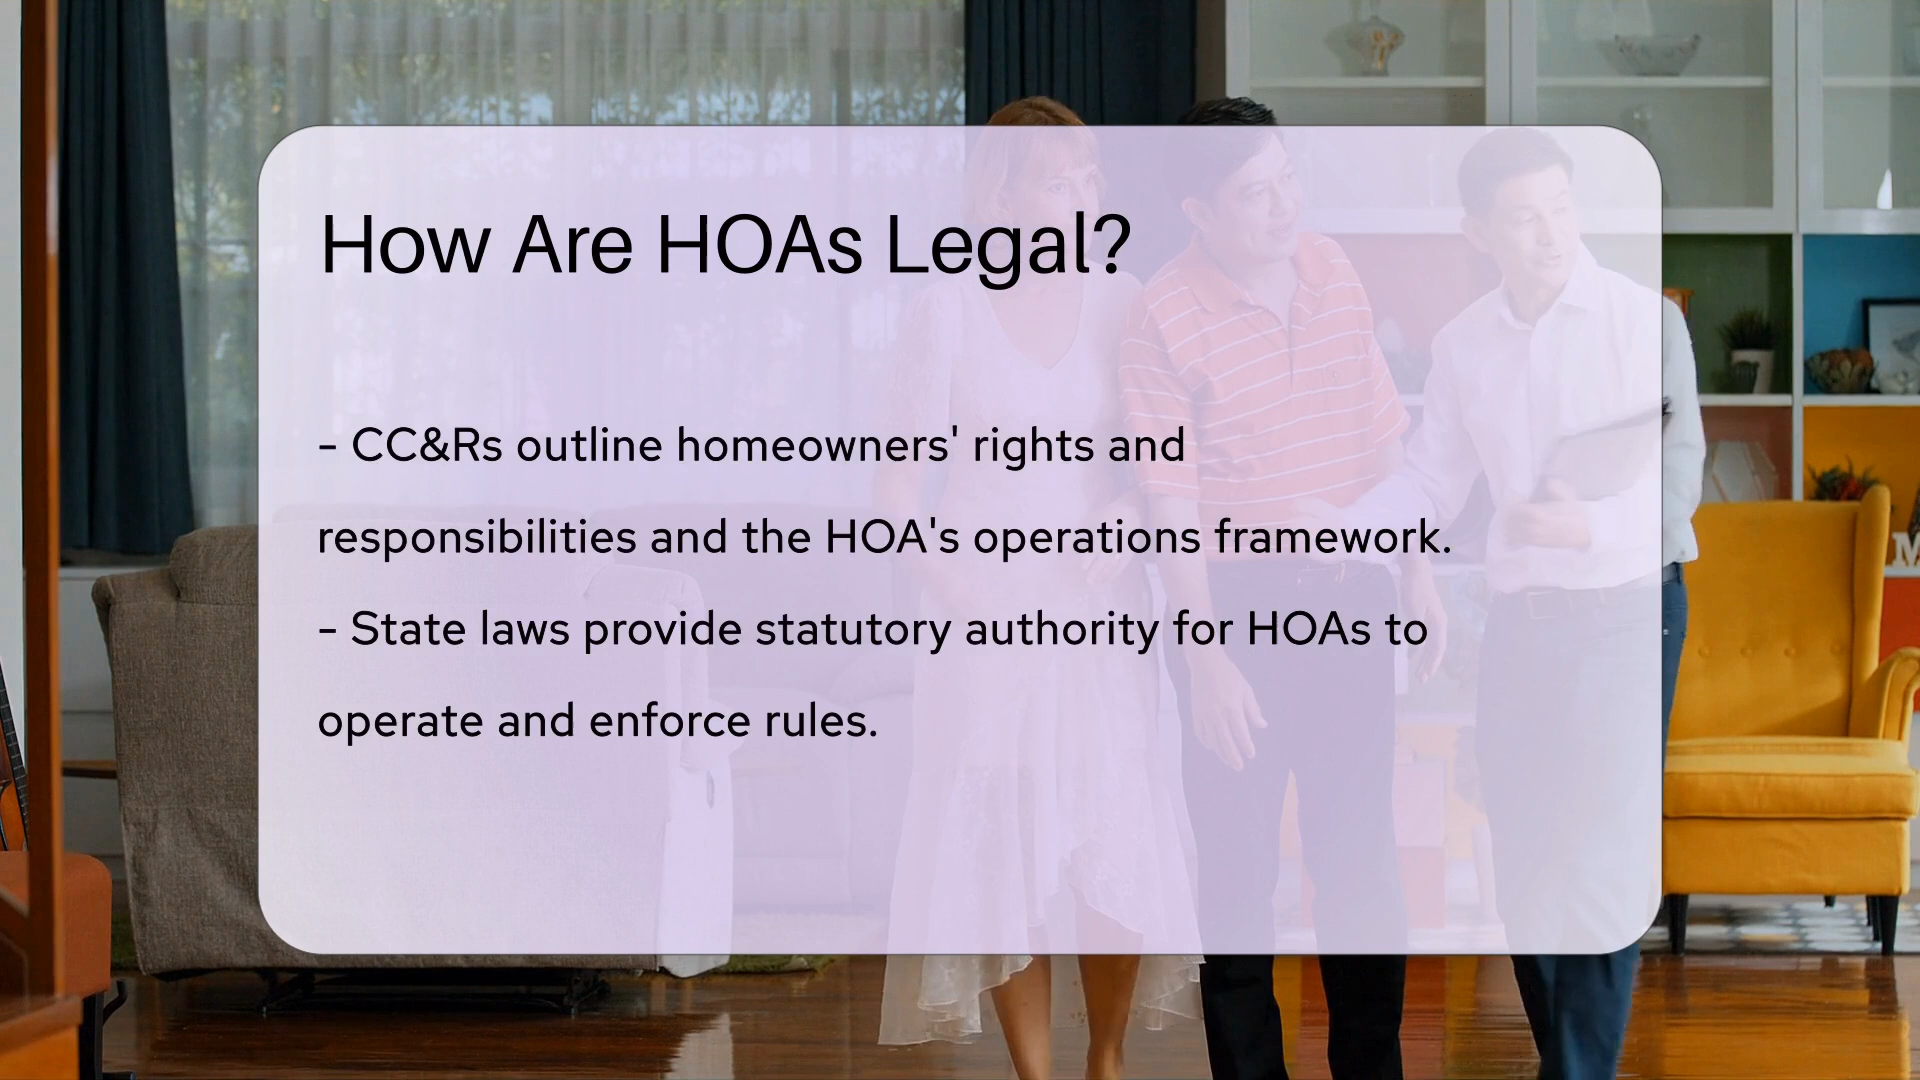 How Are HOAs Legal?
- CC&Rs outline homeowners' rights and
responsibilities and the HOA's operations framework.
- State laws provide statutory authority for HOAs to
operate and enforce rules.
M